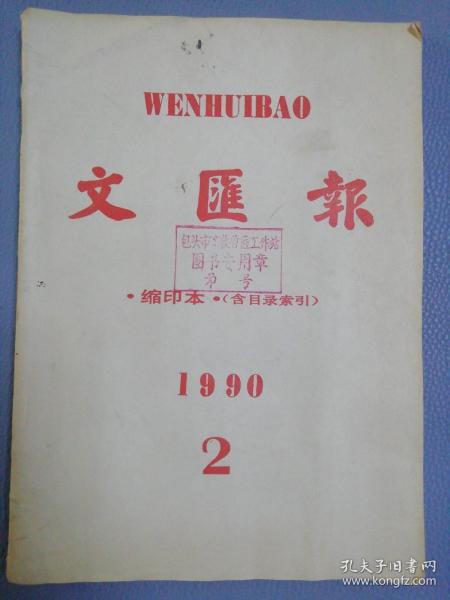 WENHUIBAO
文匯報
图书专用章
号
·缩印本·(含目录索引)
1990
2
孔夫子旧书网
www.kongfz.com